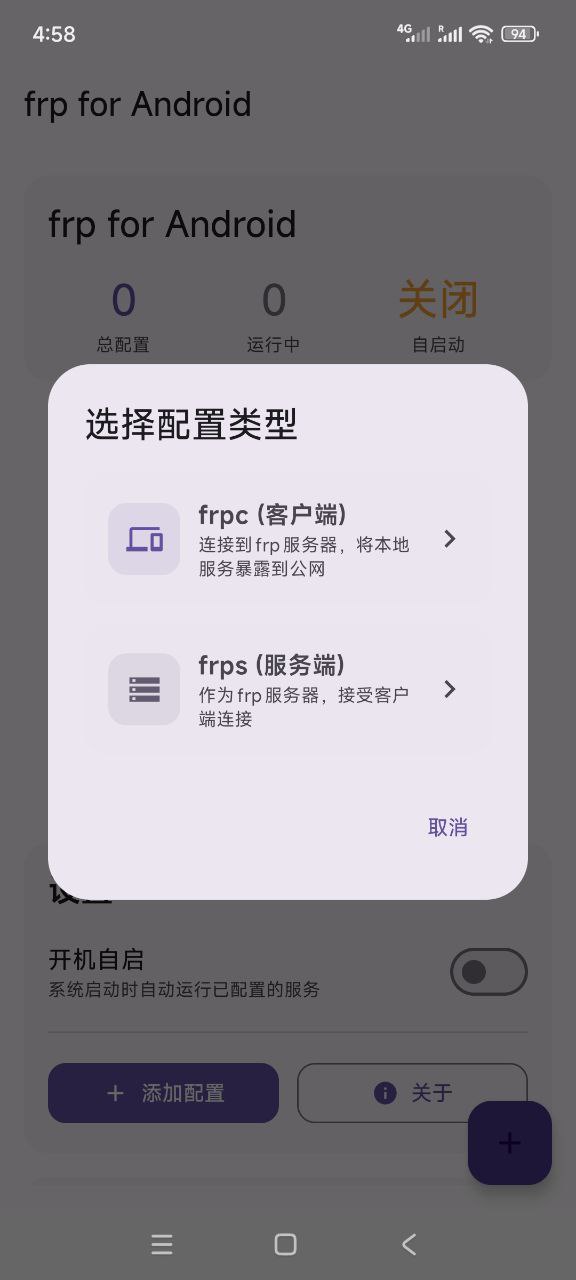 4:58
4G
R
94
frp for Android
frp for Android
0
0
关闭
总配置
运行中
自启动
选择配置类型
frpc (客户端)
连接到 frp 服务器，将本地
服务暴露到公网
frps (服务端)
作为 frp 服务器，接受客户
端连接
取消
开机自启
系统启动时自动运行已配置的服务
添加配置
关于